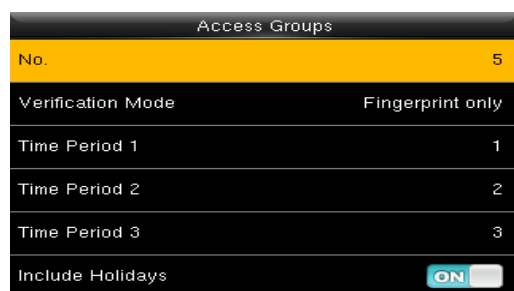 Access Groups
No. 5
Verification Mode Fingerprint only
Time Period 1 1
Time Period 2 2
Time Period 3 3
Include Holidays ON